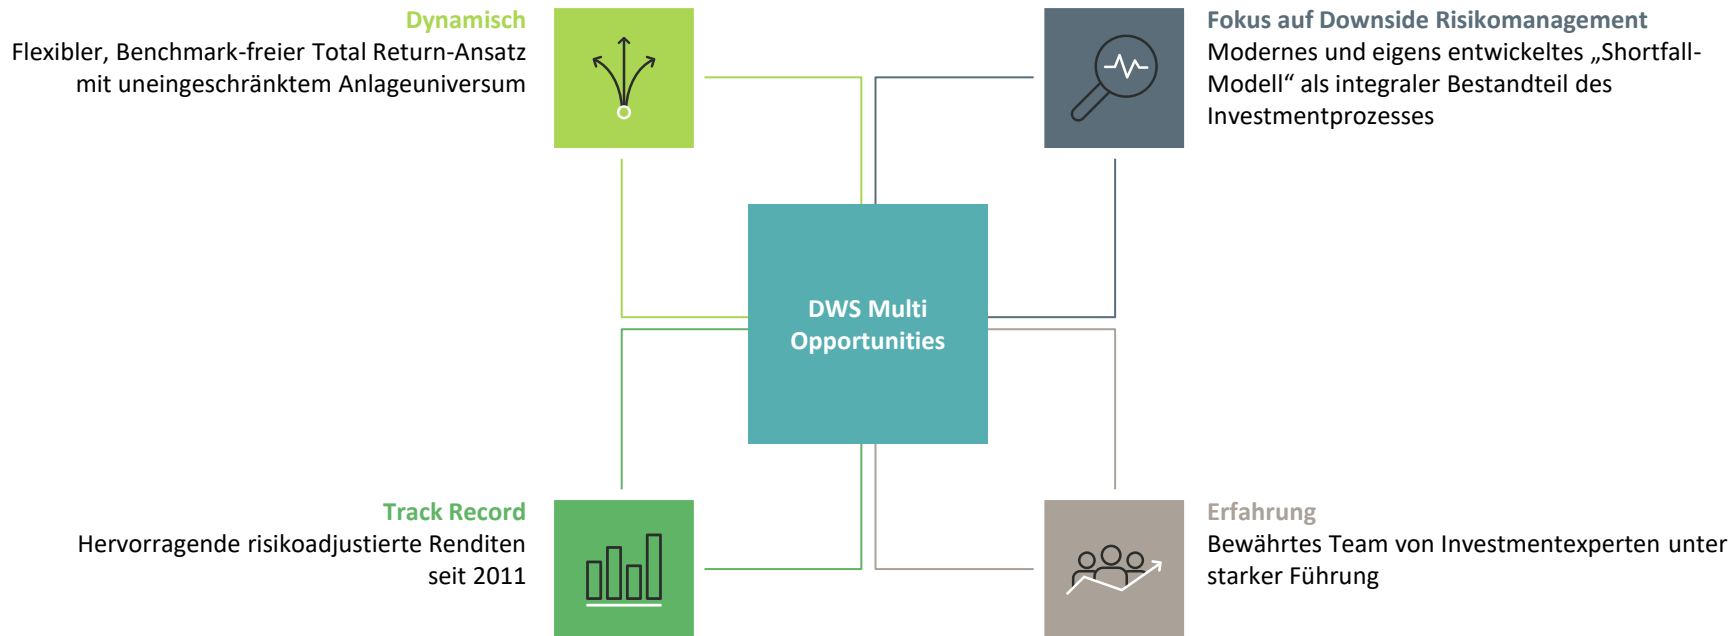 Dynamisch
Flexibler, Benchmark-freier Total Return-Ansatz
mit uneingeschränktem Anlageuniversum
Fokus auf Downside Risikomanagement
Modernes und eigens entwickeltes „Shortfall-
Modell“ als integraler Bestandteil des
Investmentprozesses
DWS Multi
Opportunities
Track Record
Hervorragende risikoadjustierte Renditen
seit 2011
Erfahrung
Bewährtes Team von Investmentexperten unter
starker Führung